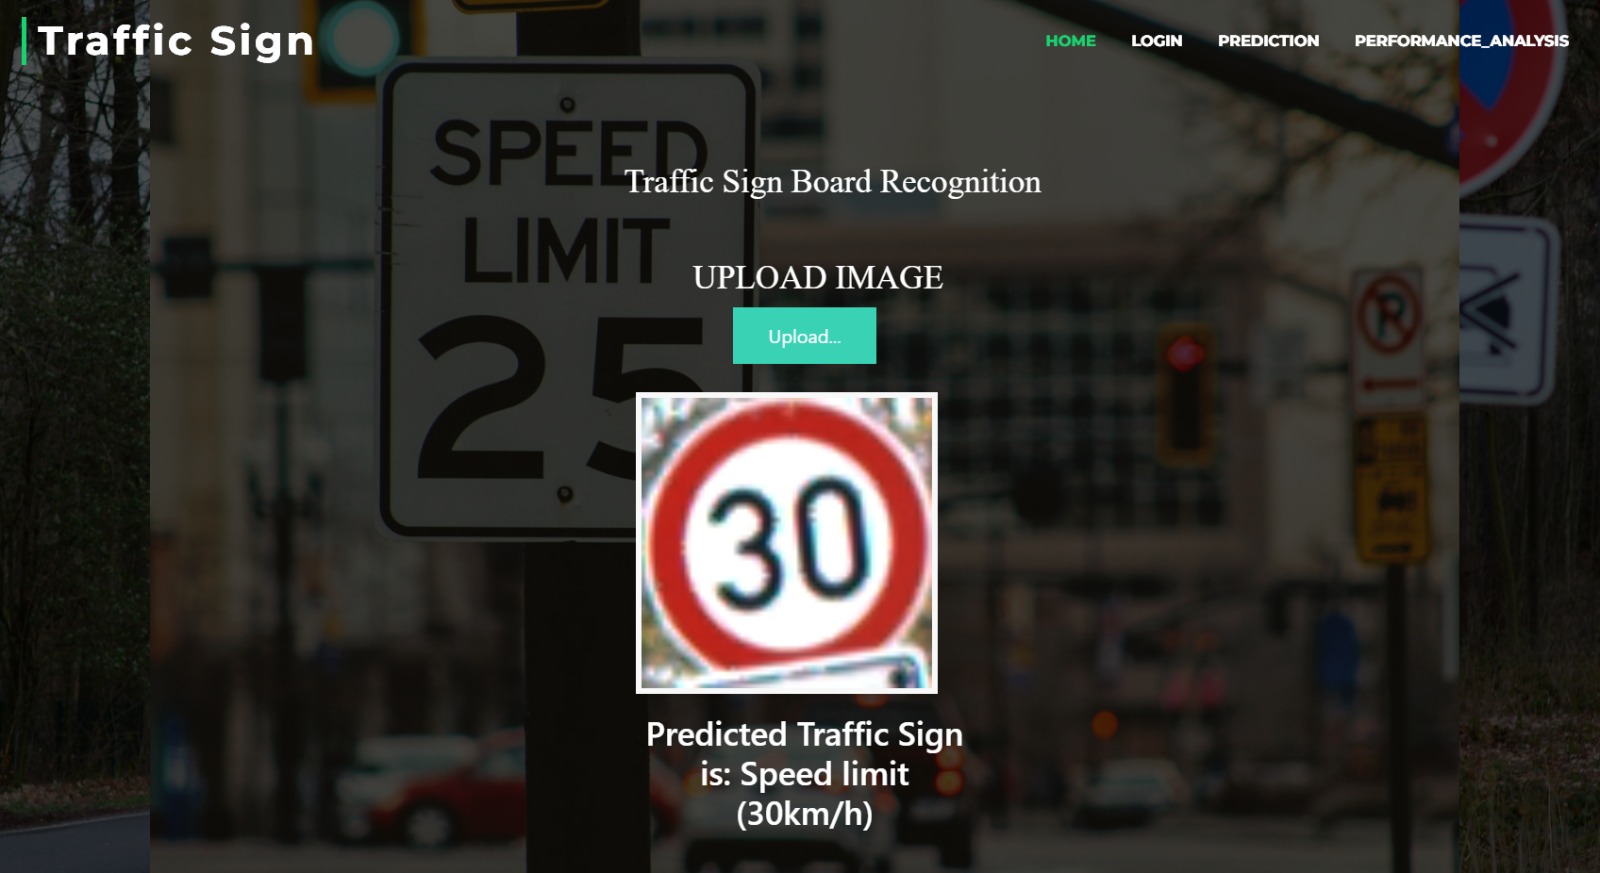 Traffic Sign
HOME LOGIN PREDICTION PERFORMANCE_ANALYSIS
SPEED
LIMIT
25
Traffic Sign Board Recognition
UPLOAD IMAGE
Upload...
P
30
Predicted Traffic Sign
is: Speed limit
(30km/h)